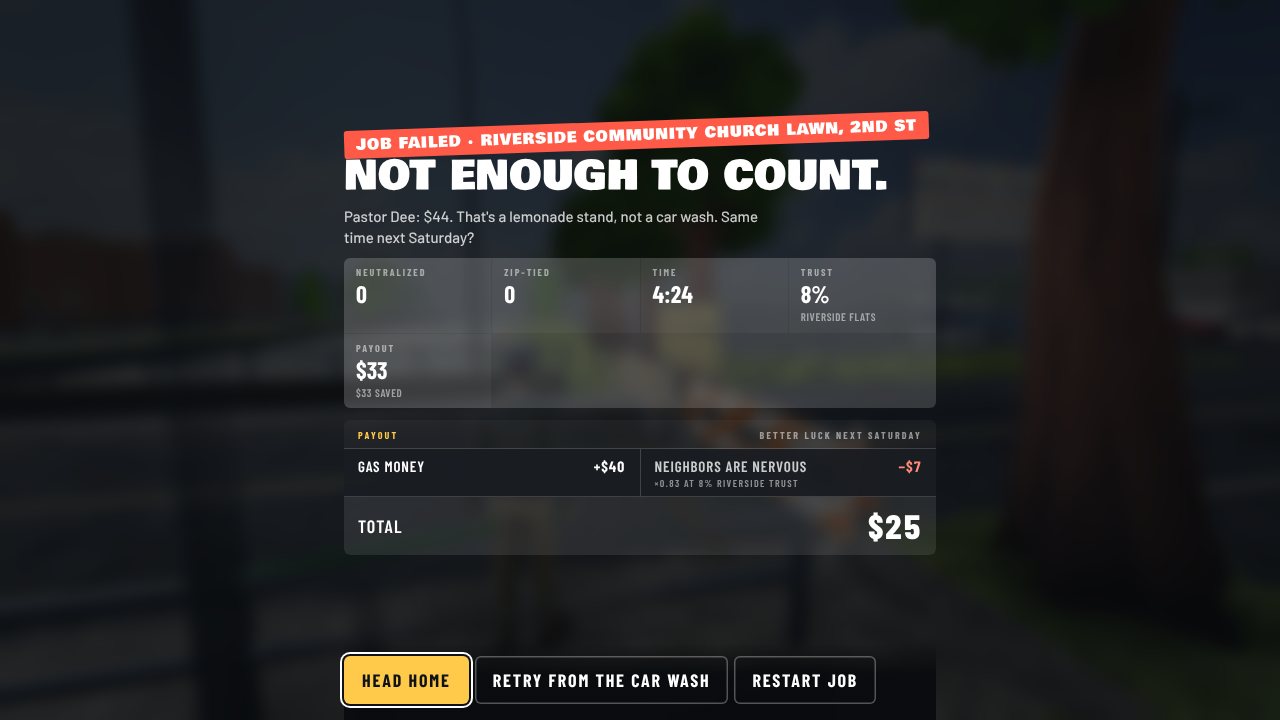 JOB FAILED · RIVERSIDE COMMUNITY CHURCH LAWN, 2ND ST
NOT ENOUGH TO COUNT.
Pastor Dee: $44. That's a lemonade stand, not a car wash. Same
time next Saturday?
NEUTRALIZED
0
ZIP-TIED
0
TIME
4:24
TRUST
8%
RIVERSIDE FLATS
PAYOUT
$33
$33 SAVED
PAYOUT
BETTER LUCK NEXT SATURDAY
GAS MONEY +$40
NEIGHBORS ARE NERVOUS −$7
×0.83 AT 8% RIVERSIDE TRUST
TOTAL $25
HEAD HOME
RETRY FROM THE CAR WASH
RESTART JOB